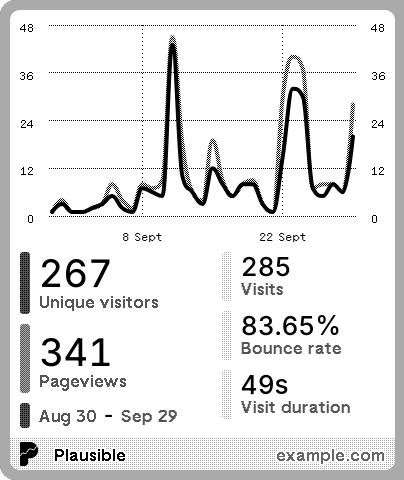 48 48
36 36
24 24
12 12
0 0
8 Sept 22 Sept
267
Unique visitors
285
Visits
341
Pageviews
83.65%
Bounce rate
49s
Visit duration
Aug 30 - Sep 29
Plausible example.com